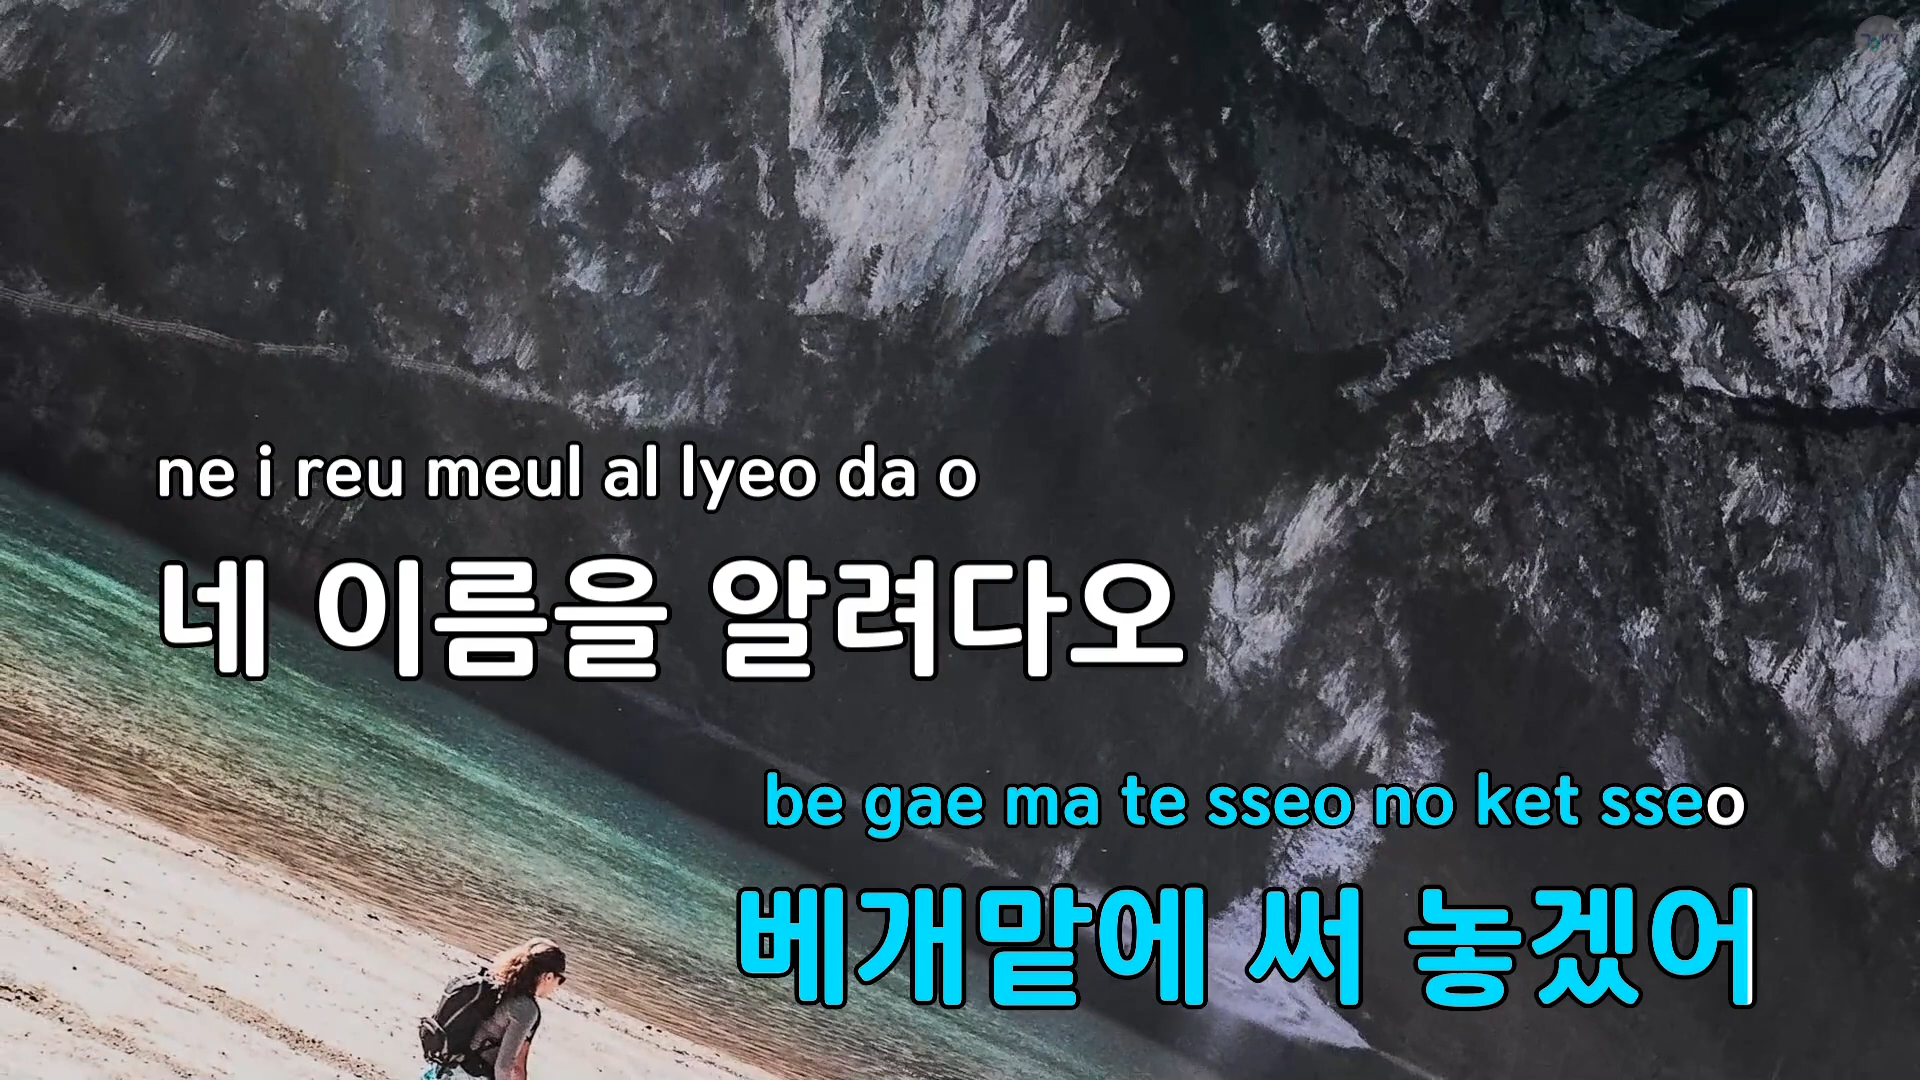 ne i reu meul al lyeo da o
네 이름을 알려다오
be gae ma te sseo no ket sseo
베개맡에 써 놓겠어